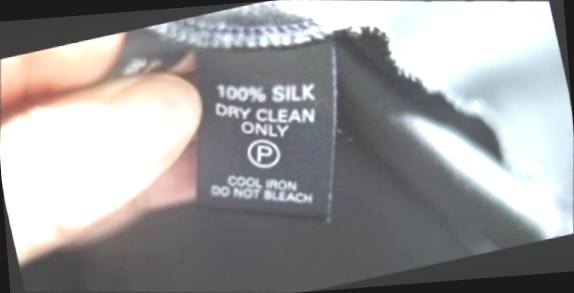 100% SILK
DRY CLEAN
ONLY
P
COOL IRON
DO NOT BLEACH